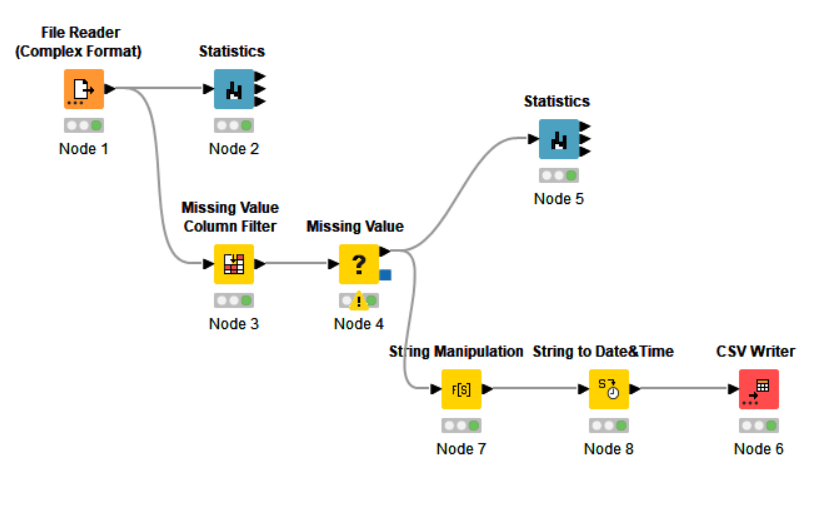 File Reader
(Complex Format)
Statistics
Node 1
Node 2
Statistics
Node 5
Missing Value
Column Filter
Missing Value
?
!
Node 3
Node 4
String Manipulation
String to Date&Time
CSV Writer
F[S]
S
Node 7
Node 8
Node 6